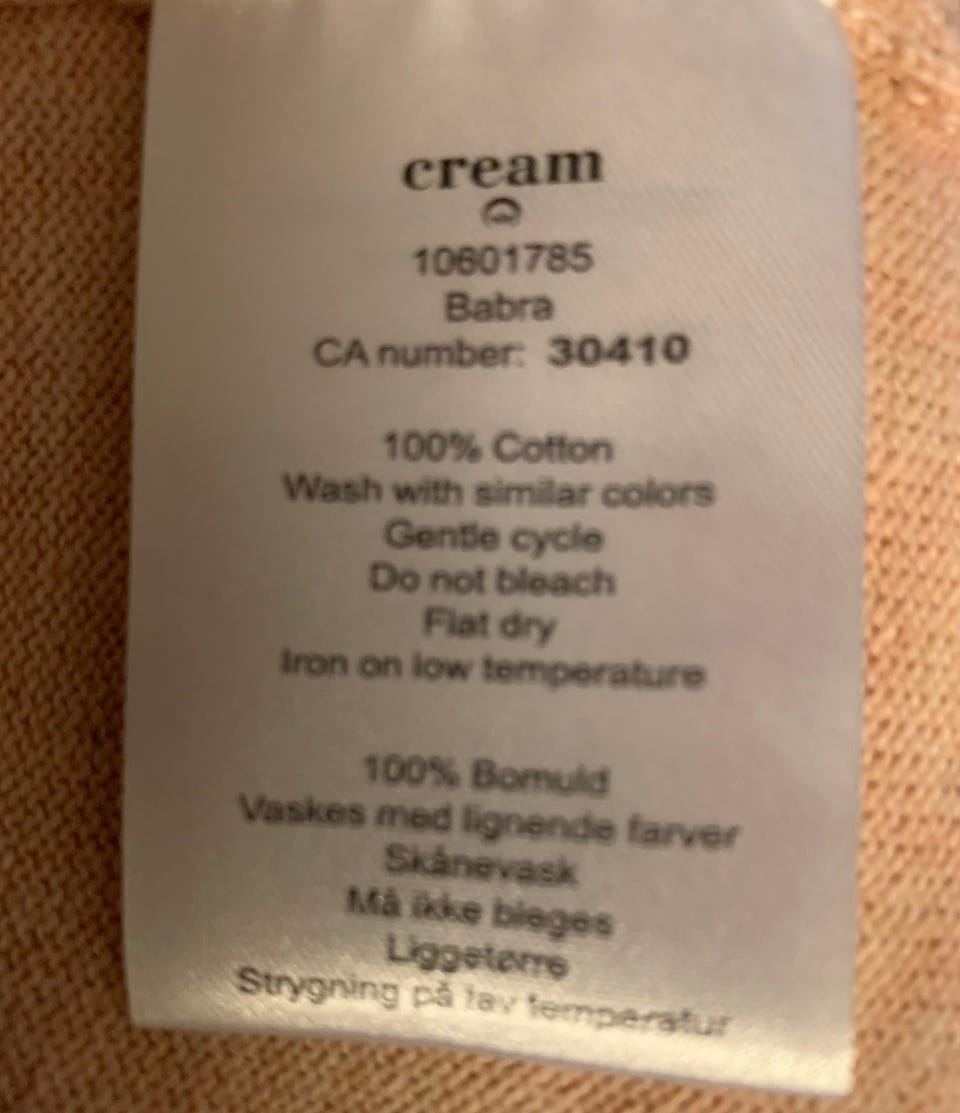 cream
10601785
Babra
CA number: 30410
100% Cotton
Wash with similar colors
Gentle cycle
Do not bleach
Flat dry
Iron on low temperature
100% Bomuld
Vaskes med lignende farver
Skånevask
Må ikke bleges
Liggetørre
Strygning på lav temperatur